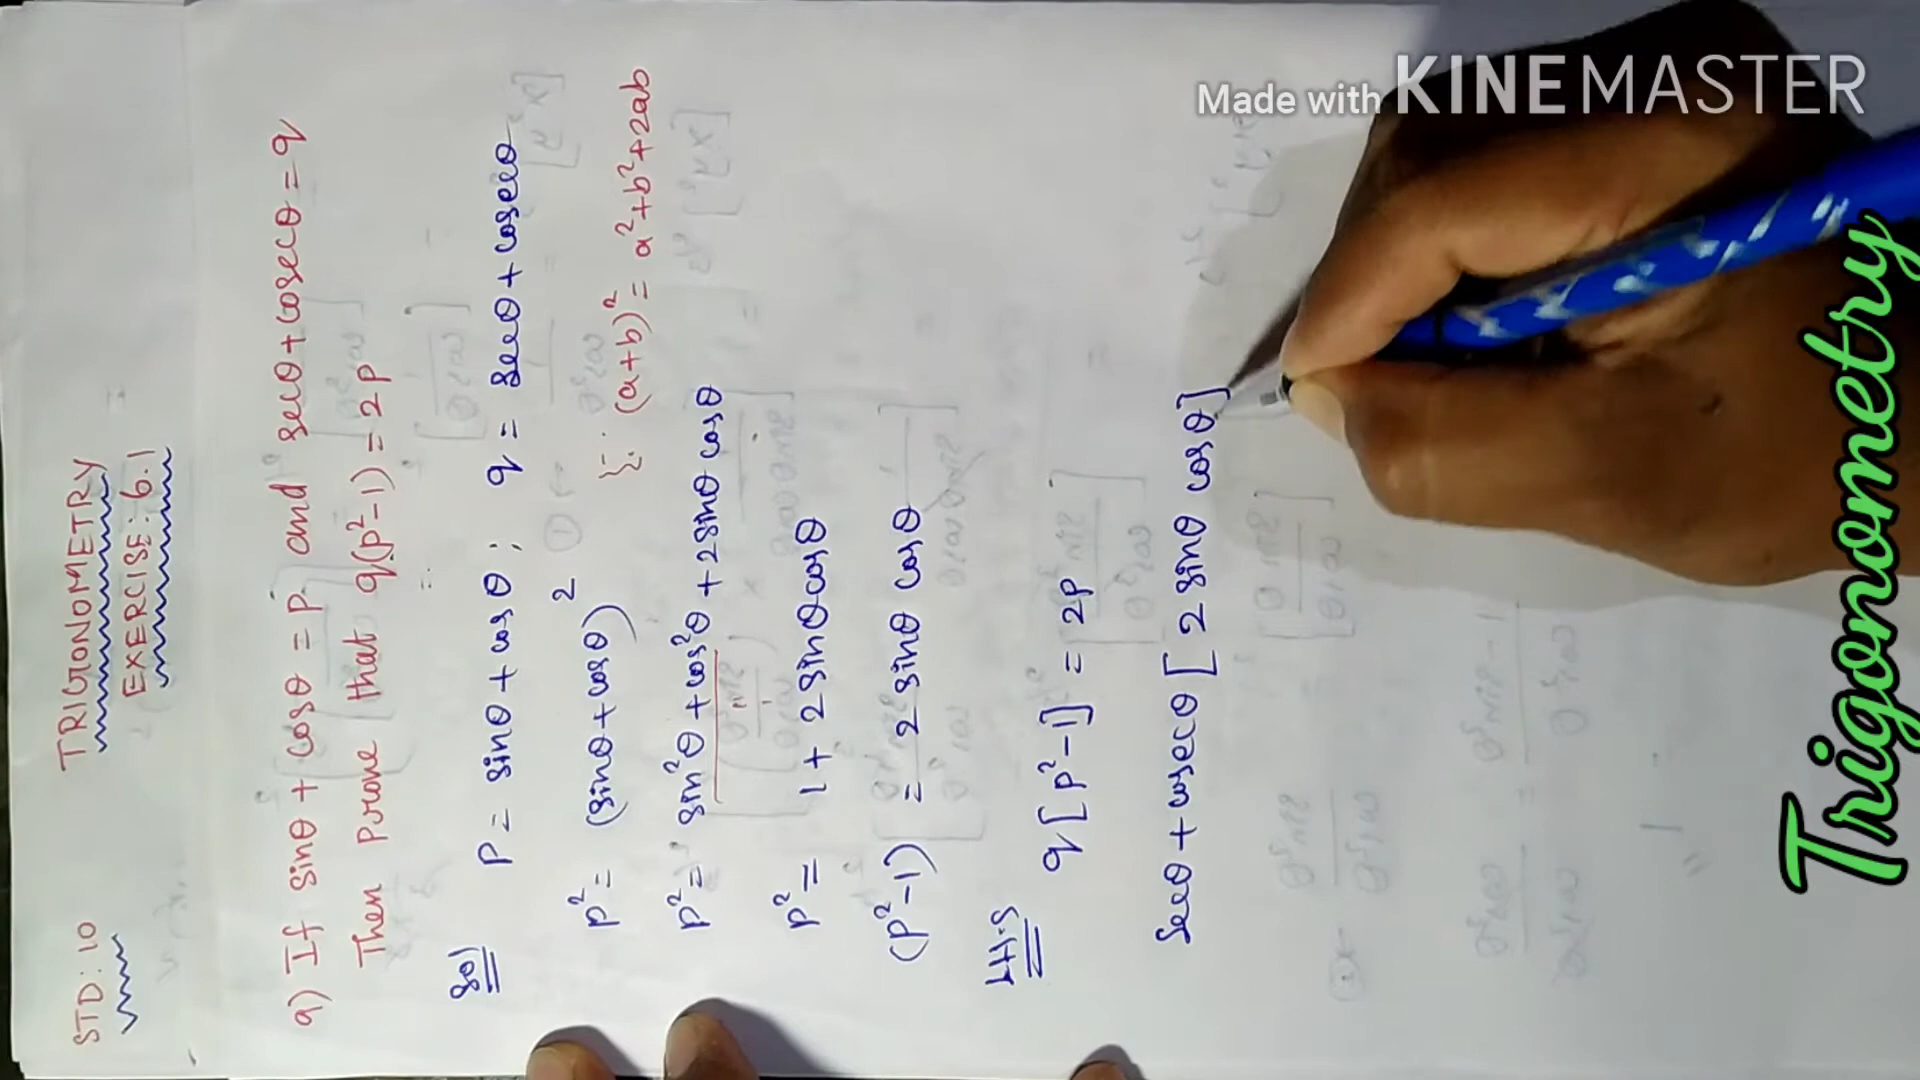 STD: 10
TRIGONOMETRY
EXERCISE: 6.1
9) If sinθ + cosθ = p and secθ + cosecθ = q
Then prove that q(p²-1) = 2p
Sol
p = sinθ + cosθ ; q = secθ + cosecθ
p² = (sinθ + cosθ)²
{∵ (a+b)² = a²+b²+2ab
p² = sin²θ + cos²θ + 2sinθ cosθ
p² = 1 + 2 sinθ cosθ
(p²-1) = 2 sinθ cosθ
LH.S
q[p²-1] = 2p
secθ + cosecθ [2 sinθ cosθ]
Made with KINEMASTER
Trigonometry